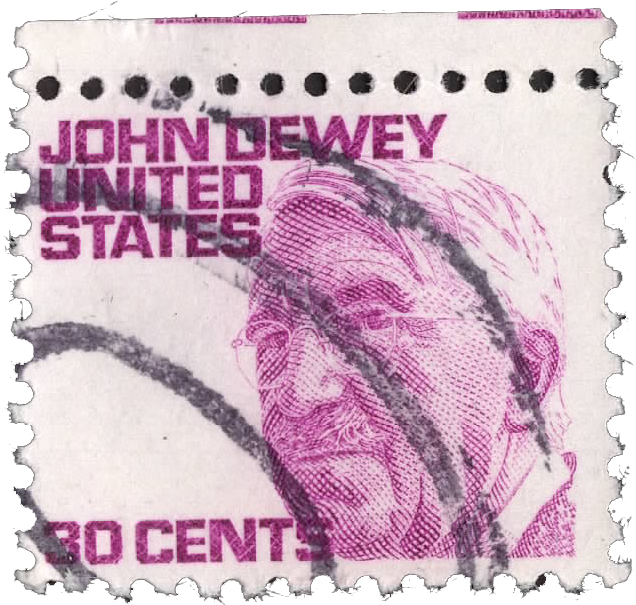 JOHN DEWEY
UNITED
STATES
30 CENTS